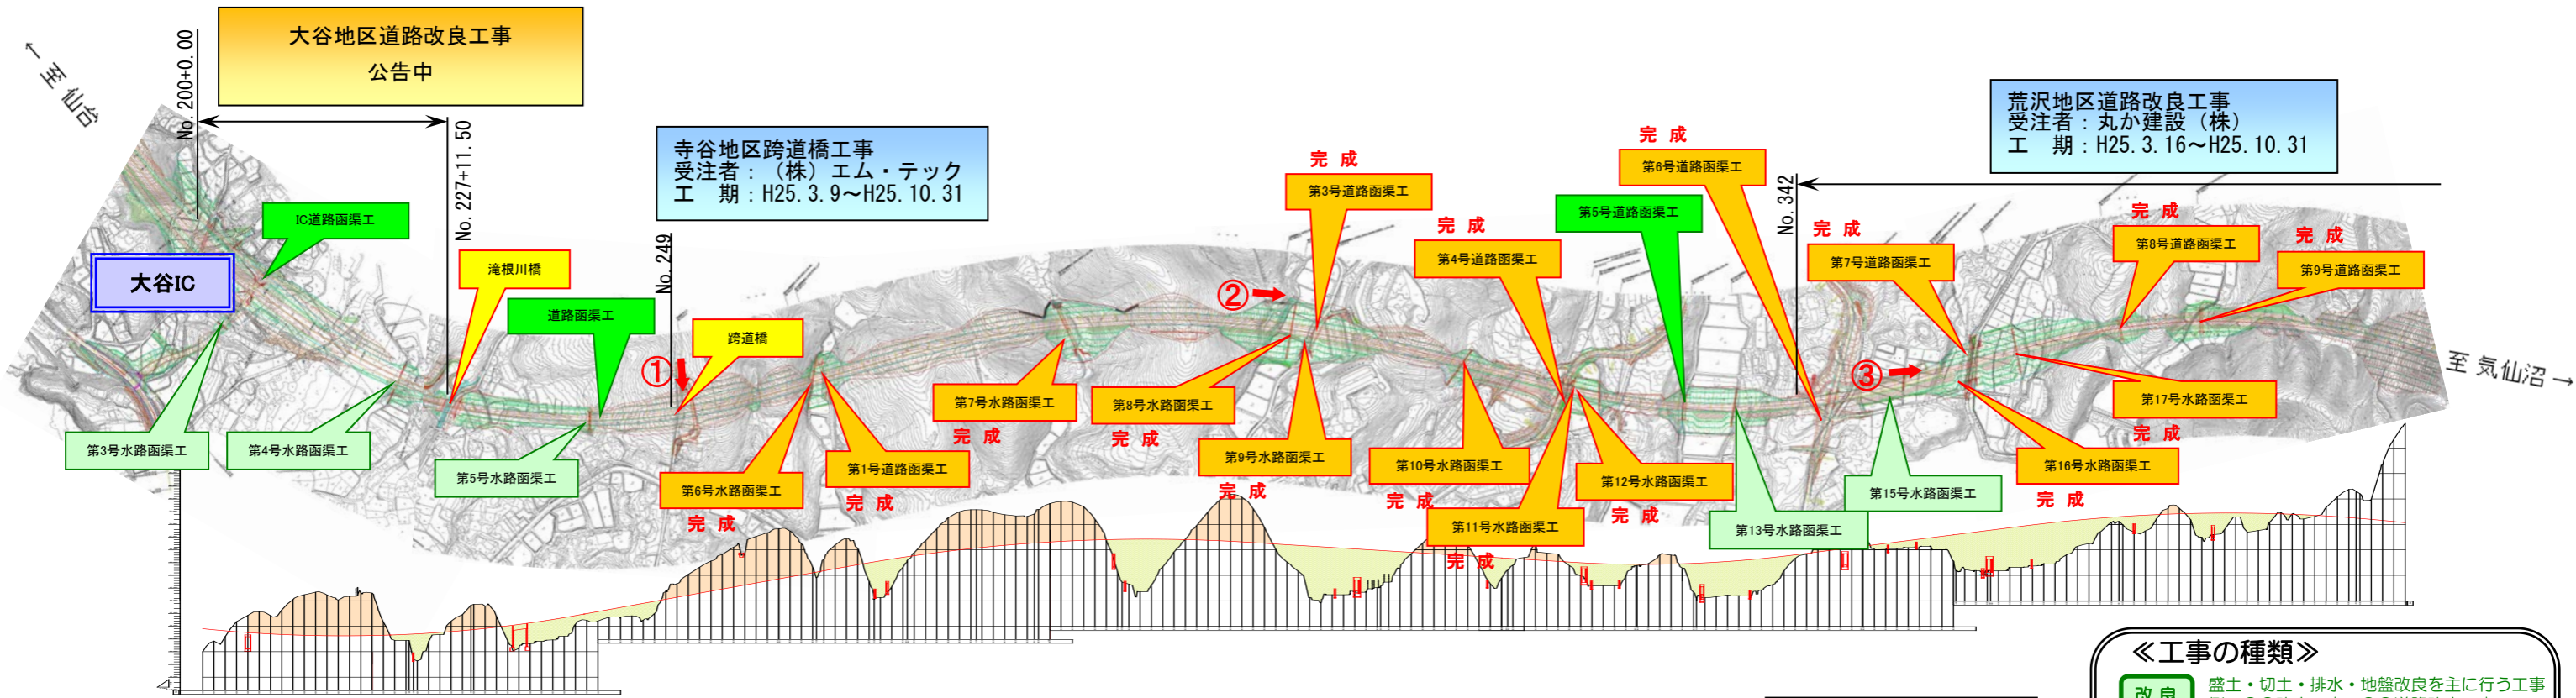 大谷地区道路改良工事
公告中
← 至 仙台
No. 200+0. 00
No. 227+11. 50
寺谷地区跨道橋工事
受注者：（株）エム・テック
工　期：H25. 3. 9～H25. 10. 31
荒沢地区道路改良工事
受注者：丸か建設（株）
工　期：H25. 3. 16～H25. 10. 31
No. 249
No. 342
大谷IC
IC道路函渠工
滝根川橋
道路函渠工
跨道橋
①
②
③
完 成
第3号道路函渠工
完 成
第4号道路函渠工
第5号道路函渠工
完 成
第6号道路函渠工
完 成
第7号道路函渠工
完 成
第8号道路函渠工
完 成
第9号道路函渠工
至 気仙沼 →
第3号水路函渠工
第4号水路函渠工
第5号水路函渠工
第6号水路函渠工
完 成
第1号道路函渠工
完 成
第7号水路函渠工
完 成
第8号水路函渠工
完 成
第9号水路函渠工
完 成
第10号水路函渠工
完 成
第11号水路函渠工
完 成
第12号水路函渠工
完 成
第13号水路函渠工
第15号水路函渠工
第16号水路函渠工
完 成
第17号水路函渠工
完 成
≪工事の種類≫
改 良
盛土・切土・排水・地盤改良を主に行う工事